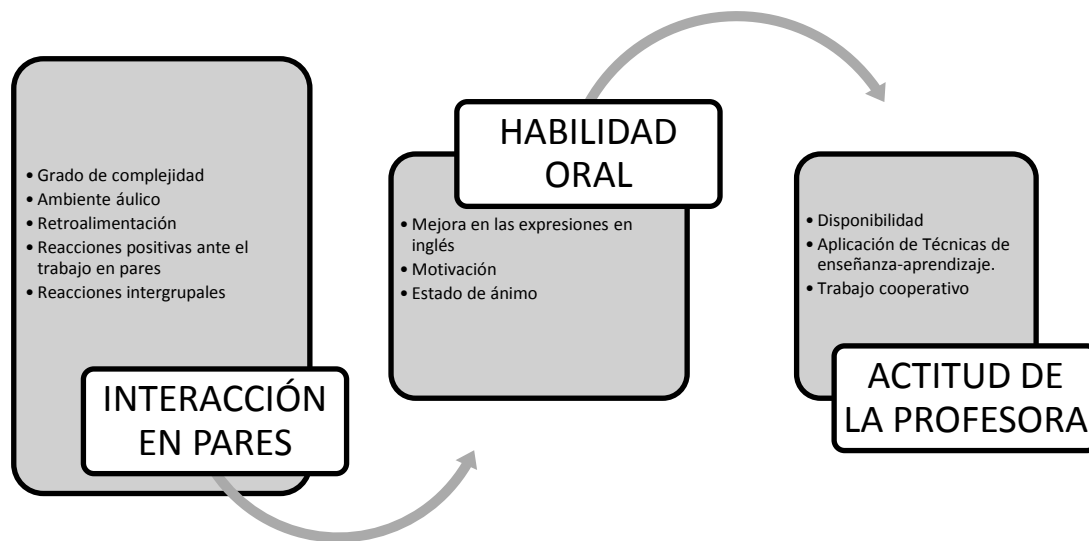 • Grado de complejidad
• Ambiente áulico
• Retroalimentación
• Reacciones positivas ante el
trabajo en pares
• Reacciones intergrupales
INTERACCIÓN
EN PARES
HABILIDAD
ORAL
• Mejora en las expresiones en
inglés
• Motivación
• Estado de ánimo
• Disponibilidad
• Aplicación de Técnicas de
enseñanza-aprendizaje.
• Trabajo cooperativo
ACTITUD DE
LA PROFESORA